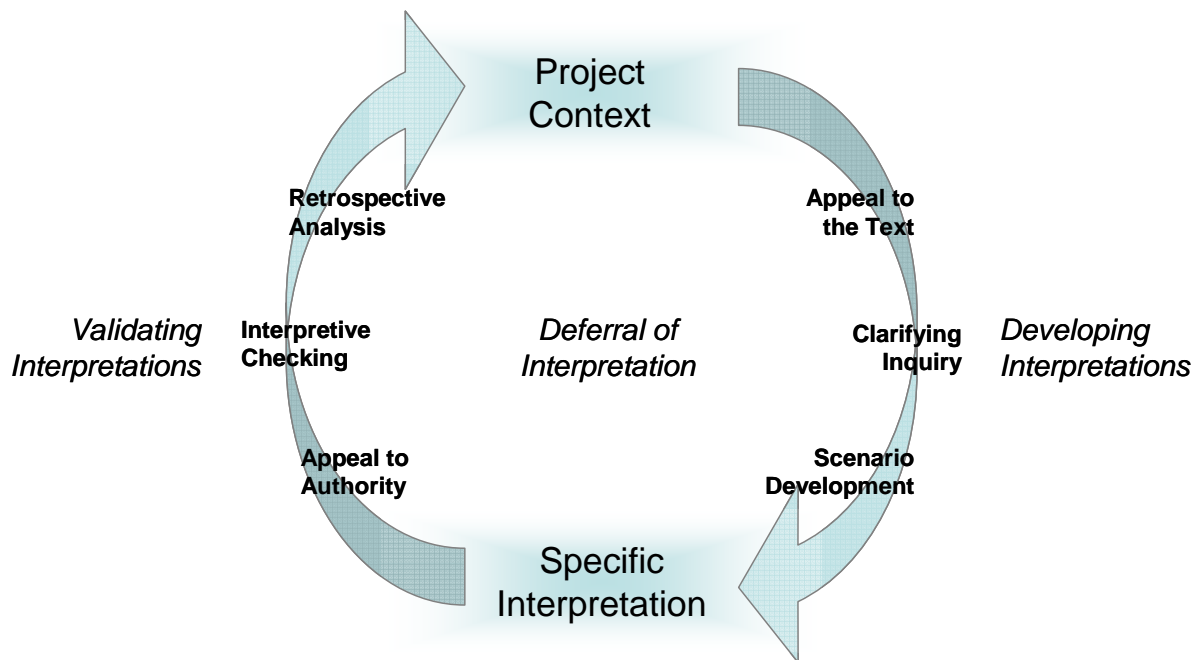 Project
Context
Retrospective
Analysis
Appeal to
the Text
Validating
Interpretations
Interpretive
Checking
Deferral of
Interpretation
Clarifying
Inquiry
Developing
Interpretations
Appeal to
Authority
Scenario
Development
Specific
Interpretation